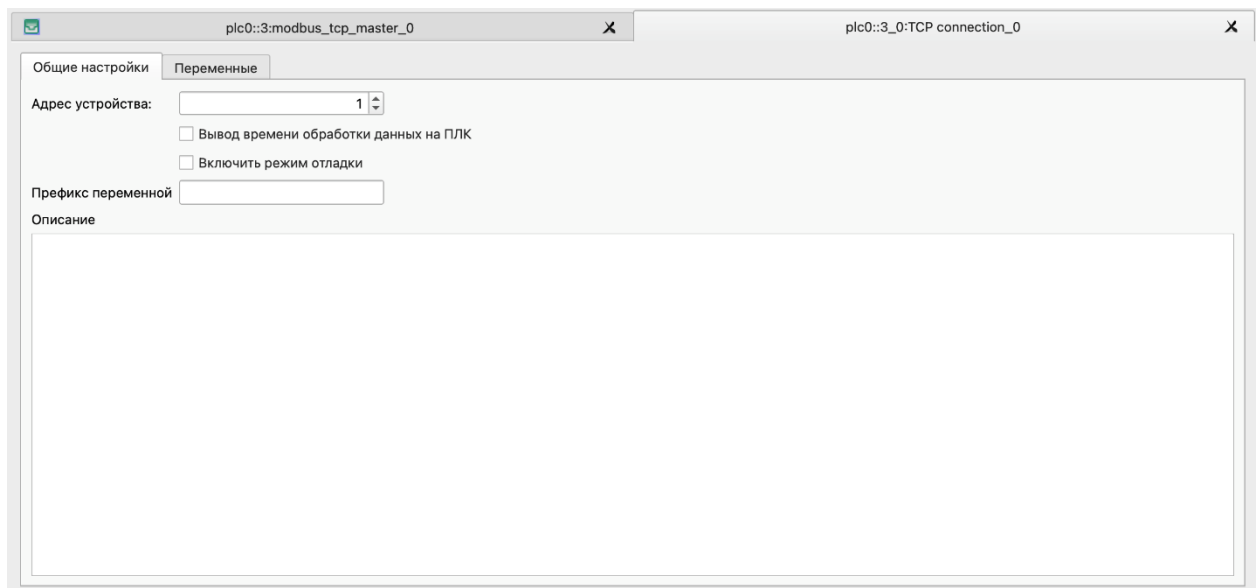 plc0::3:modbus_tcp_master_0
plc0::3_0:TCP connection_0
Общие настройки
Переменные
Адрес устройства:
1
Вывод времени обработки данных на ПЛК
Включить режим отладки
Префикс переменной
Описание